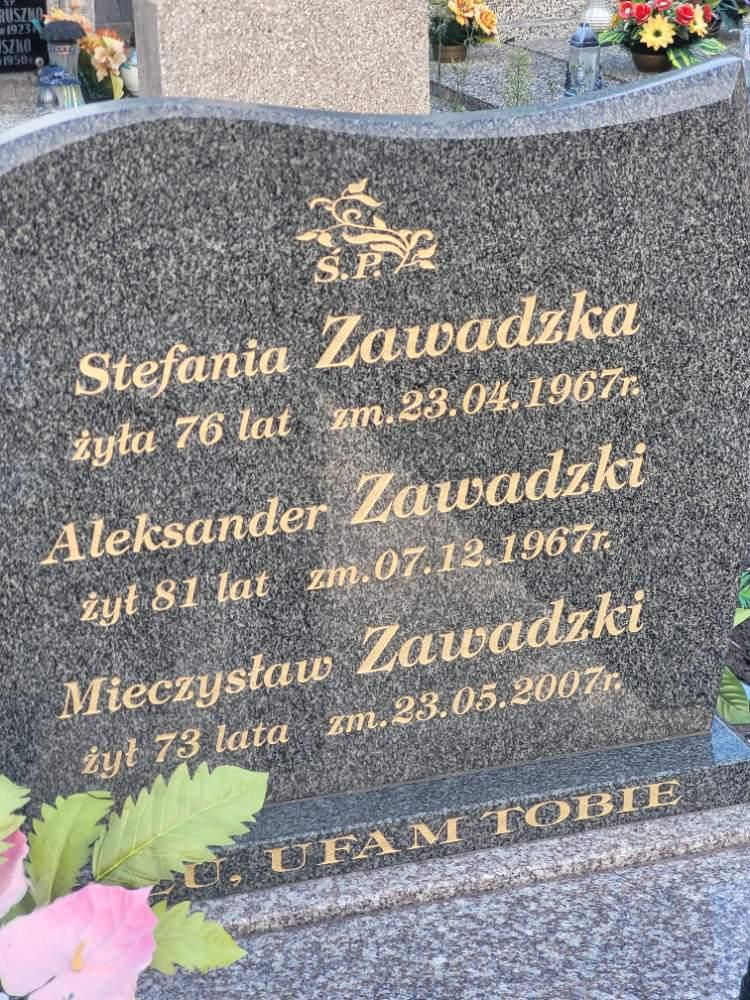 Ś.P.
Stefania Zawadzka
żyła 76 lat zm.23.04.1967r.
Aleksander Zawadzki
żył 81 lat zm.07.12.1967r.
Mieczysław Zawadzki
żył 73 lata zm.23.05.2007r.
UFAM TOBIE